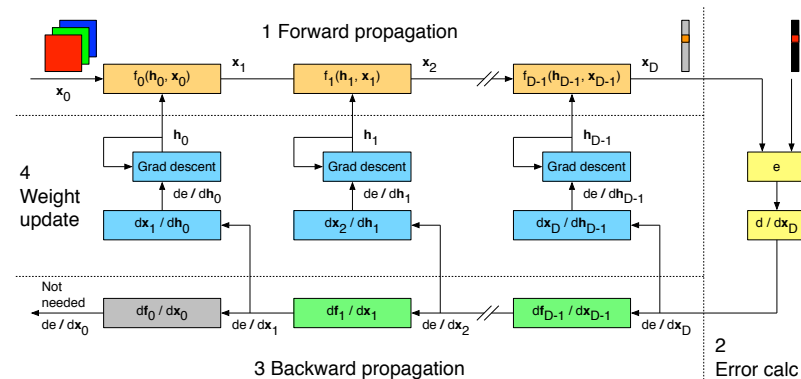 1 Forward propagation
x0
f0(h0, x0)
x1
f1(h1, x1)
x2
fD-1(hD-1, xD-1)
xD
h0
h1
hD-1
4
Weight
update
Grad descent
Grad descent
Grad descent
e
de / dh0
de / dh1
de / dhD-1
dx1 / dh0
dx2 / dh1
dxD / dhD-1
d / dxD
Not
needed
de / dx0
df0 / dx0
de / dx1
df1 / dx1
de / dx2
dfD-1 / dxD-1
de / dxD
3 Backward propagation
2
Error calc